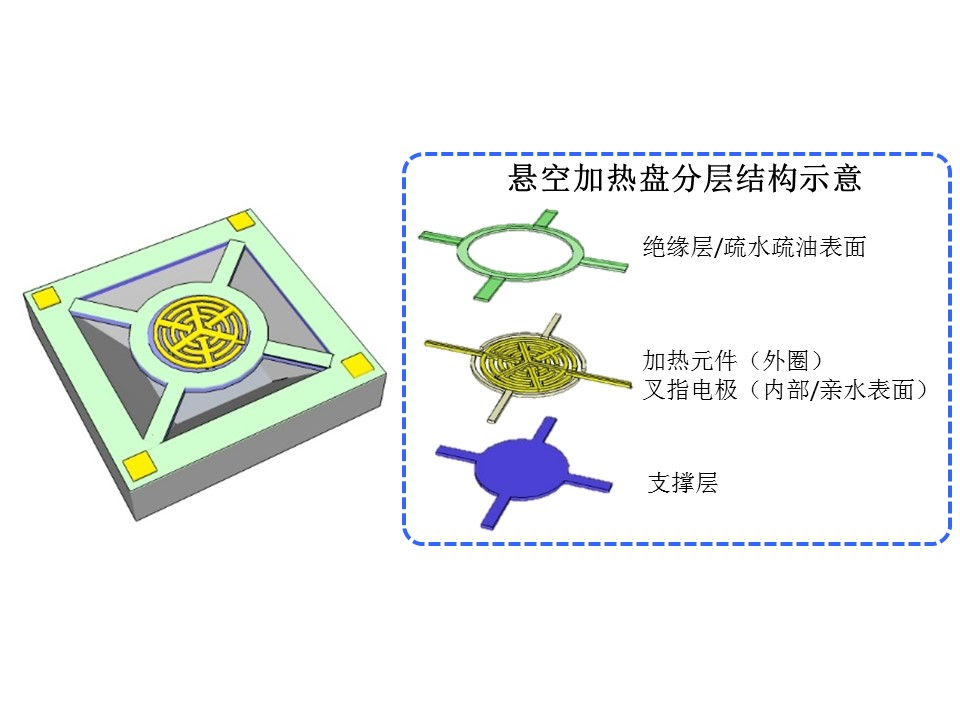 悬空加热盘分层结构示意
绝缘层/疏水疏油表面
加热元件（外圈）
叉指电极（内部/亲水表面）
支撑层